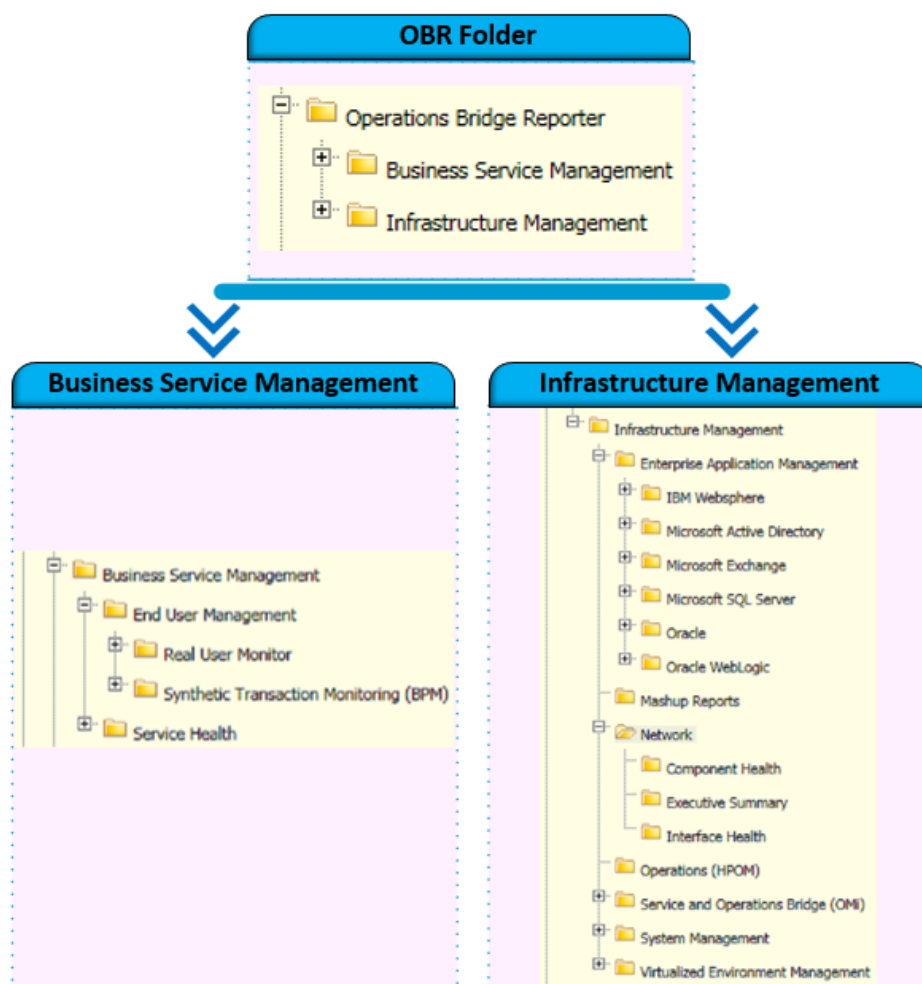 OBR Folder
Operations Bridge Reporter
Business Service Management
Infrastructure Management
Business Service Management
Business Service Management
End User Management
Real User Monitor
Synthetic Transaction Monitoring (BPM)
Service Health
Infrastructure Management
Infrastructure Management
Enterprise Application Management
IBM Websphere
Microsoft Active Directory
Microsoft Exchange
Microsoft SQL Server
Oracle
Oracle WebLogic
Mashup Reports
Network
Component Health
Executive Summary
Interface Health
Operations (HPOM)
Service and Operations Bridge (OMi)
System Management
Virtualized Environment Management